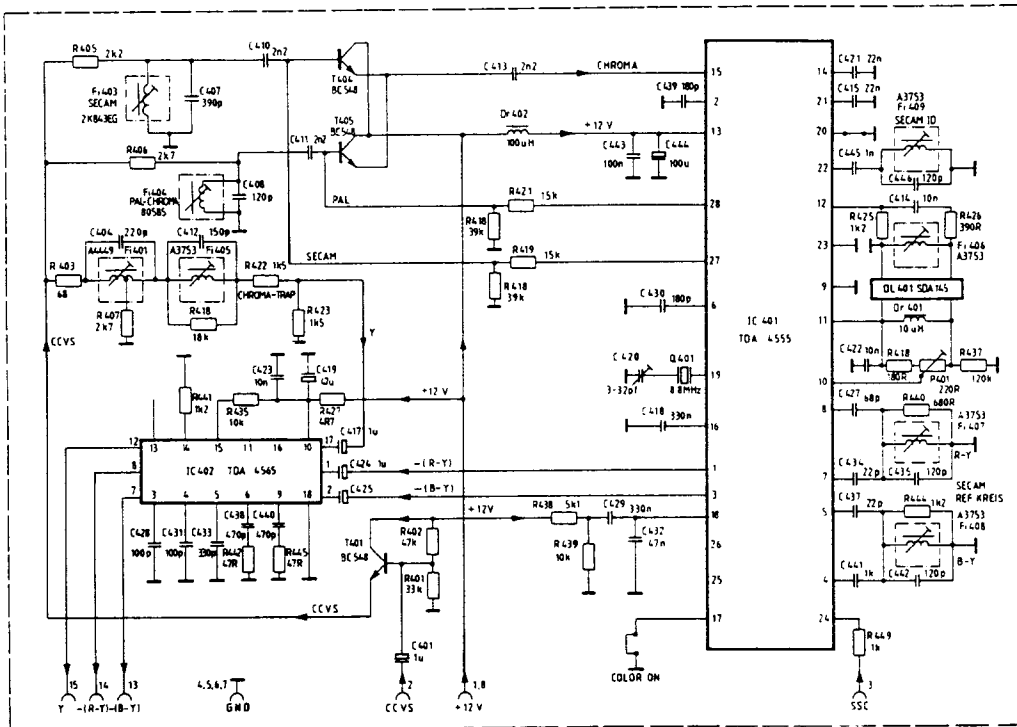 R405 2k2
C410 2n2
T404 BC548
C413 2n2
CHROMA
Fi403 SECAM 2KB43EG
C407 390p
T405 BC548
R406 2k7
C411 2n2
Fi404 PAL-CHROMA 80585
C408 120p
Dr402 100uH
+12V
C439 180p
C443 100n
C444 100u
PAL
R421 15k
R418 39k
SECAM
R419 15k
R418 39k
C404 220p
A4449 Fi401
C412 150p
A3753 Fi405
R403 68
R407 2k7
R418 18k
R422 1k5
CHROMA-TRAP
R423 1k5
Y
CCVS
C430 180p
C420 3-32pf
Q401 8.8MHz
C418 330n
IC401 TDA 4555
15
2
13
28
27
6
19
16
1
3
18
26
25
17
14
21
20
22
12
23
9
11
10
8
7
5
4
24
C421 22n
C415 22n
A3753 Fi409 SECAM ID
C445 1n
C446 120p
C414 10n
R425 1k2
R426 390R
Fi406 A3753
DL401 SDA145
Dr401 10uH
C422 10n
R418 180R
P401 220R
R437 120k
C427 68p
R440 680R
A3753 Fi407
R-Y
C434 22p
C435 120p
SECAM REF KREIS
C437 22p
R444 1k2
A3753 Fi408
B-Y
C441 1k
C442 120p
R449 1k
3
SSC
R441 1k2
C423 10n
C419 47u
R435 10k
R427 4R7
+12V
C417 1u
C424 1u
C425
-(R-Y)
-(B-Y)
IC402 TDA 4565
13 14 15 11 16 10
12
8
7
17
1
2
3 4 5 6 9 18
C428 100p
C431 100p
C433 330p
C438 470p
C440 470p
R442 47R
R445 47R
T401 BC548
R402 47k
R401 33k
+12V
R438 5k1
C429 330n
R439 10k
C432 47n
CCVS
C401 1u
COLOR ON
15 14 13
Y -(R-Y) -(B-Y)
4,5,6,7
GND
2
CCVS
1,8
+12V